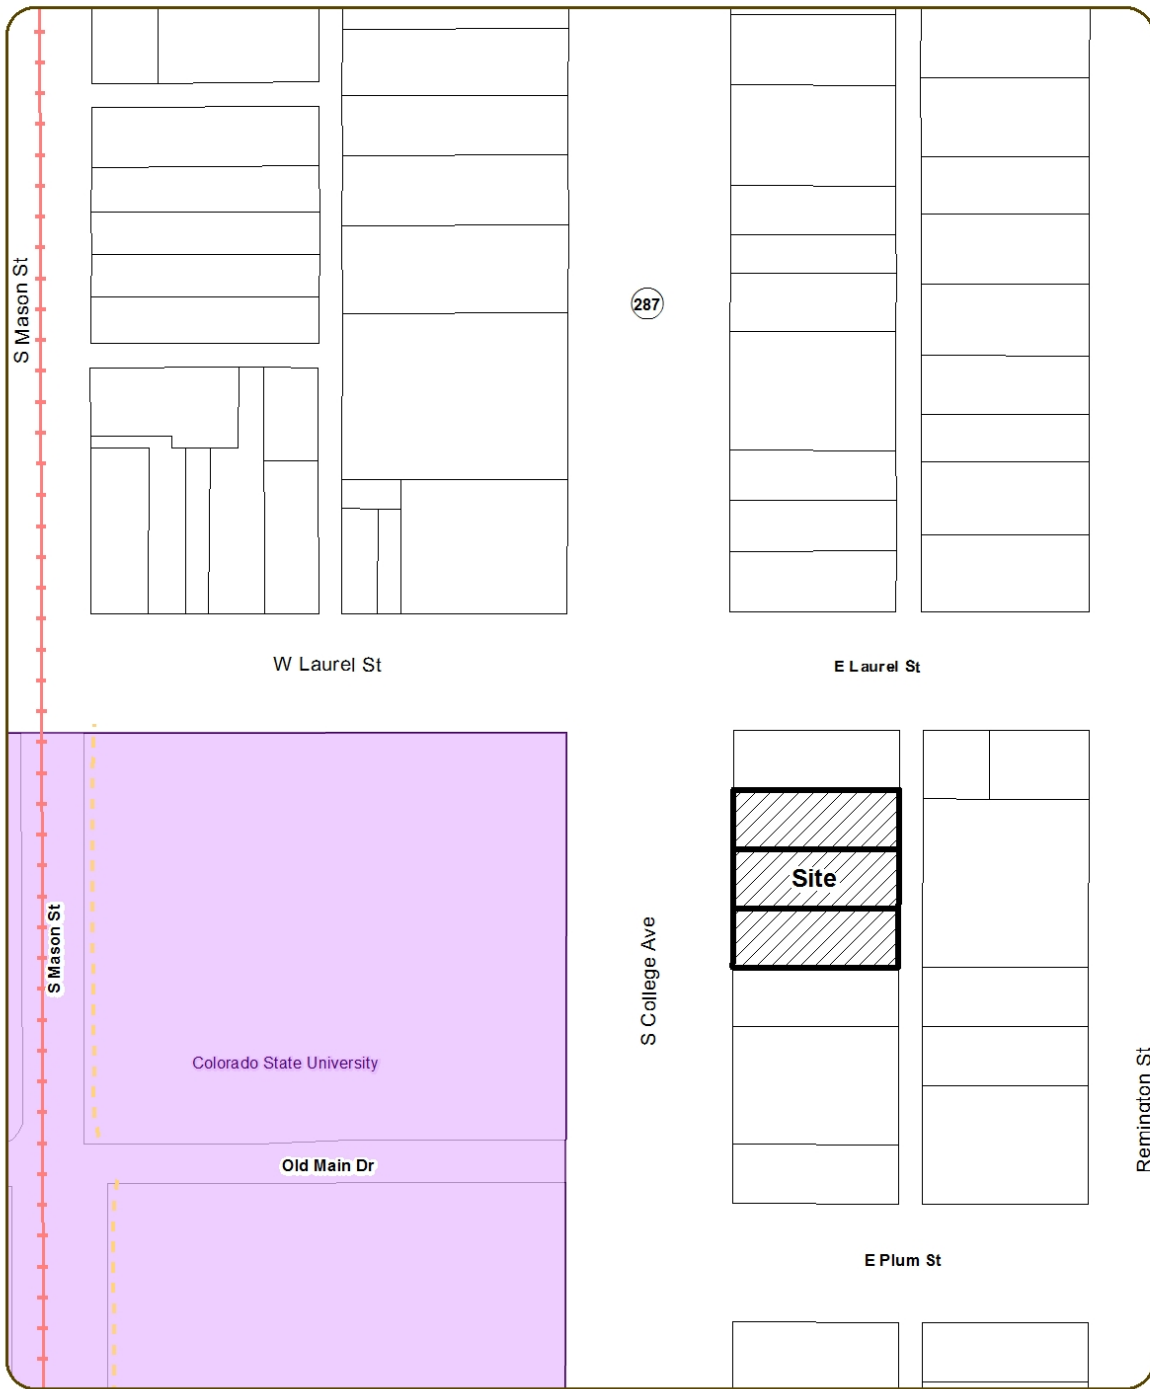 S Mason St
287
W Laurel St
E Laurel St
Site
S Mason St
S College Ave
Colorado State University
Remington St
Old Main Dr
E Plum St